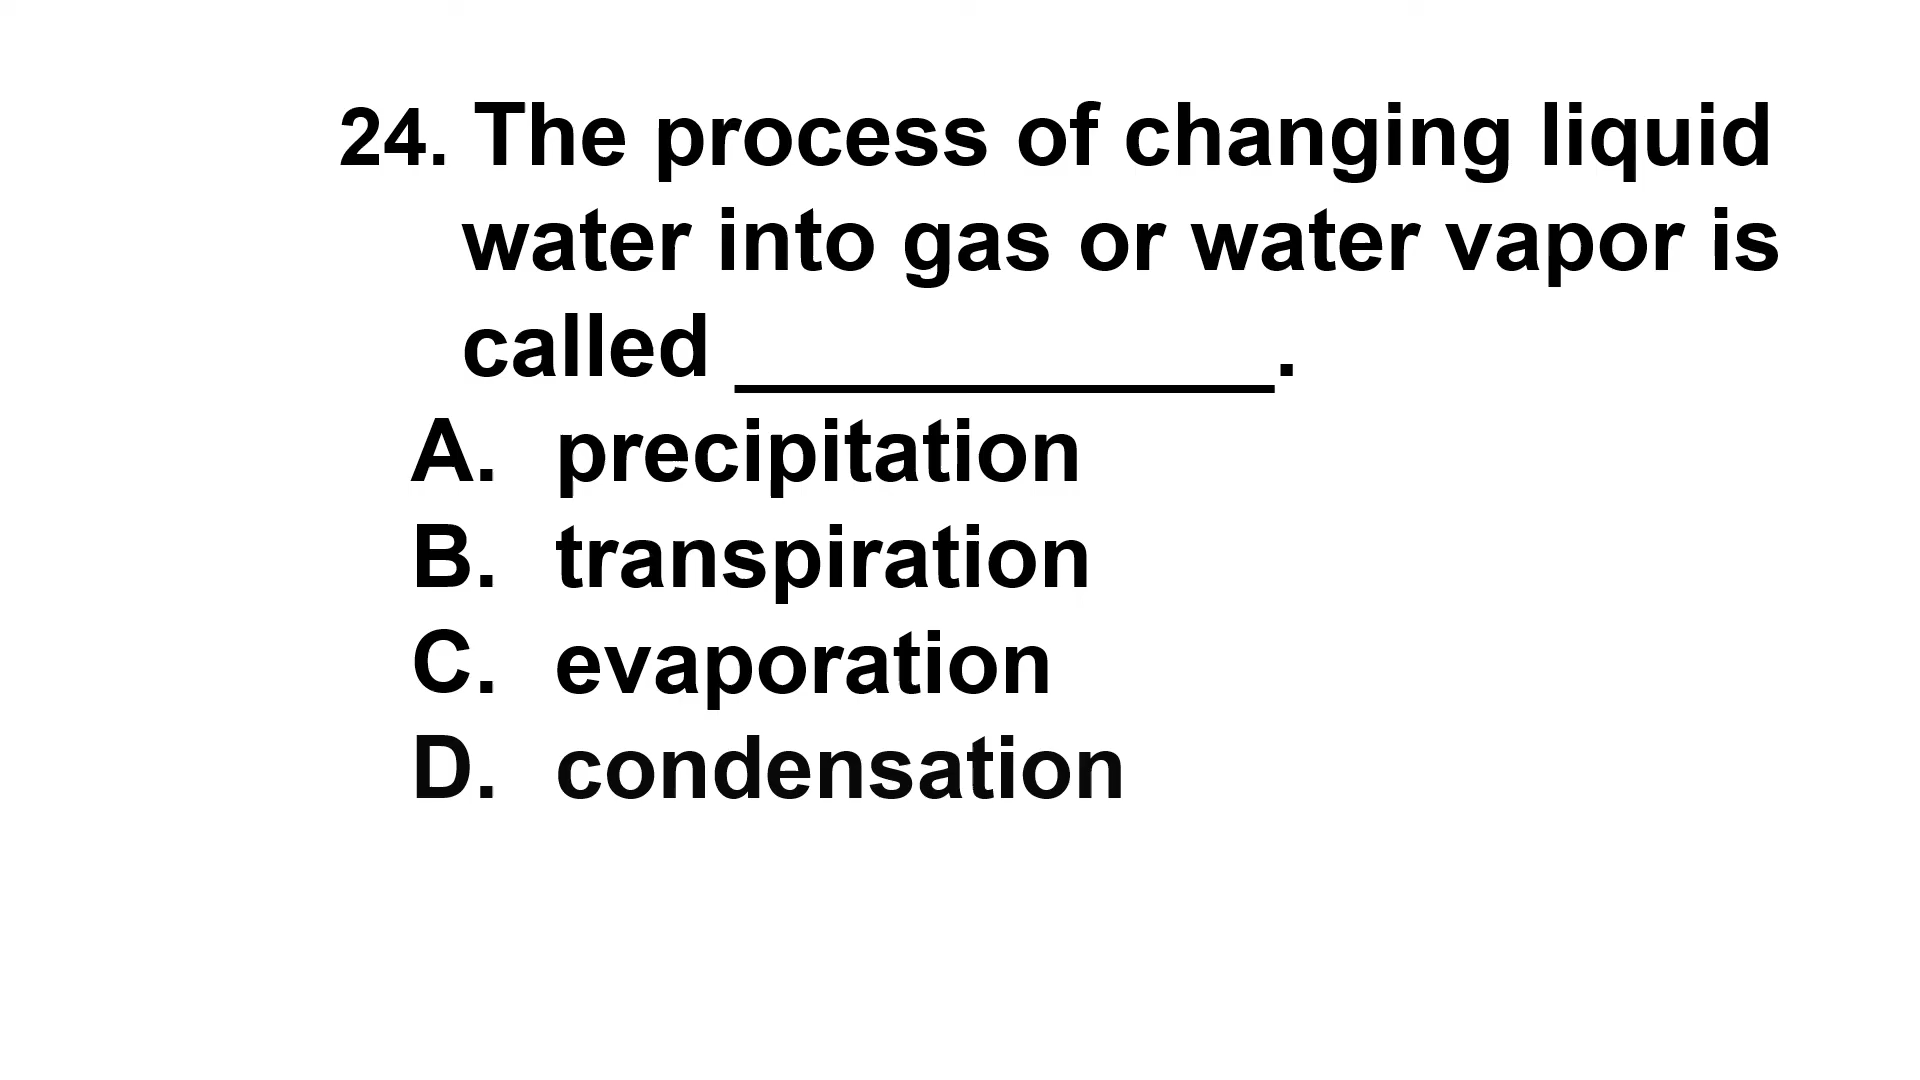 24. The process of changing liquid
water into gas or water vapor is
called ____________.
A. precipitation
B. transpiration
C. evaporation
D. condensation